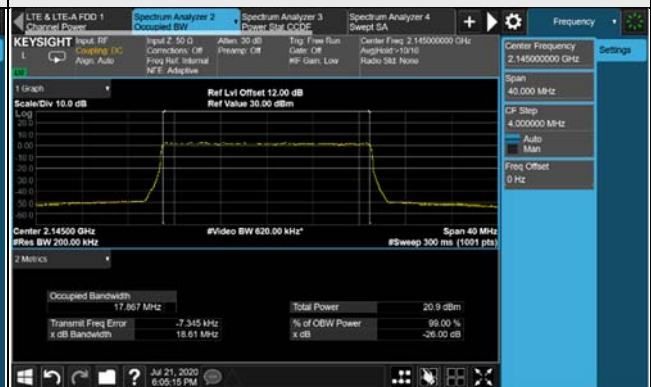 LTE & LTE-A FDD 1
Channel Power
Spectrum Analyzer 2
Occupied BW
Spectrum Analyzer 3
Power Stat CCDF
Spectrum Analyzer 4
Swept SA
Frequency
KEYSIGHT
L
Input: RF
Coupling: DC
Align: Auto
Input Z: 50 Ω
Corrections: Off
Freq Ref: Internal
NFE: Adaptive
Atten: 30 dB
Preamp: Off
Trig: Free Run
Gate: Off
#IF Gain: Low
Center Freq: 2.145000000 GHz
Avg|Hold:>10/10
Radio Std: None
Center Frequency
2.145000000 GHz
Settings
Span
40.000 MHz
CF Step
4.000000 MHz
Auto
Man
Freq Offset
0 Hz
1 Graph
Scale/Div 10.0 dB
Ref Lvl Offset 12.00 dB
Ref Value 30.00 dBm
Log
20.0
10.0
0.00
-10.0
-20.0
-30.0
-40.0
-50.0
-60.0
Center 2.14500 GHz
#Res BW 200.00 kHz
#Video BW 620.00 kHz*
Span 40 MHz
#Sweep 300 ms (1001 pts)
2 Metrics
Occupied Bandwidth
17.867 MHz
Total Power
20.9 dBm
Transmit Freq Error
-7.345 kHz
% of OBW Power
99.00 %
x dB Bandwidth
18.61 MHz
x dB
-26.00 dB
?
Jul 21, 2020
6:05:15 PM